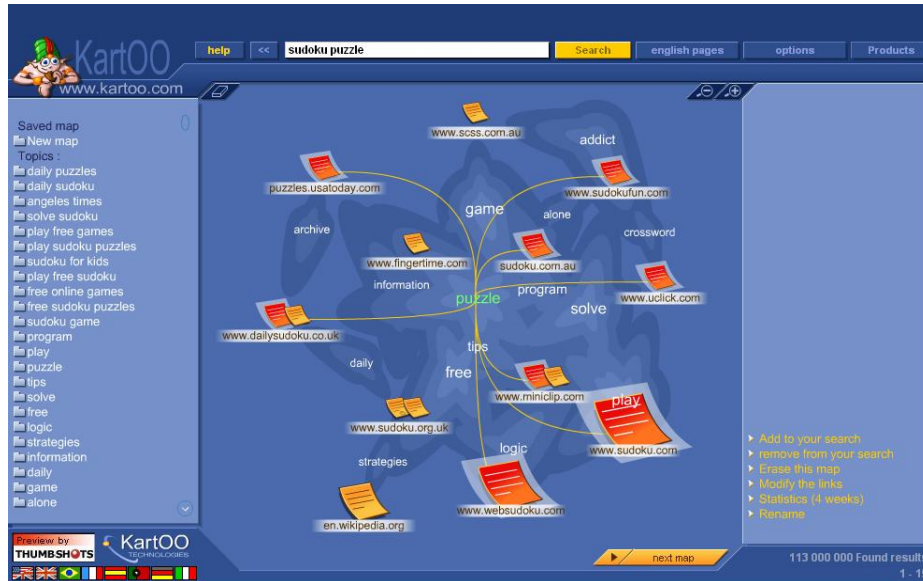 KartOO
www.kartoo.com
help
<<
sudoku puzzle
Search
english pages
options
Products
Saved map
New map
Topics :
daily puzzles
daily sudoku
angeles times
solve sudoku
play free games
play sudoku puzzles
sudoku for kids
play free sudoku
free online games
free sudoku puzzles
sudoku game
program
play
puzzle
tips
solve
free
logic
strategies
information
daily
game
alone
www.scss.com.au
addict
puzzles.usatoday.com
www.sudokufun.com
game
alone
archive
crossword
www.fingertime.com
sudoku.com.au
information
program
www.uclick.com
puzzle
solve
www.dailysudoku.co.uk
tips
daily
free
www.miniclip.com
play
www.sudoku.org.uk
www.sudoku.com
logic
strategies
www.websudoku.com
en.wikipedia.org
Add to your search
remove from your search
Erase this map
Modify the links
Statistics (4 weeks)
Rename
Preview by
THUMBSHOTS
KartOO
TECHNOLOGIES
next map
113 000 000 Found result